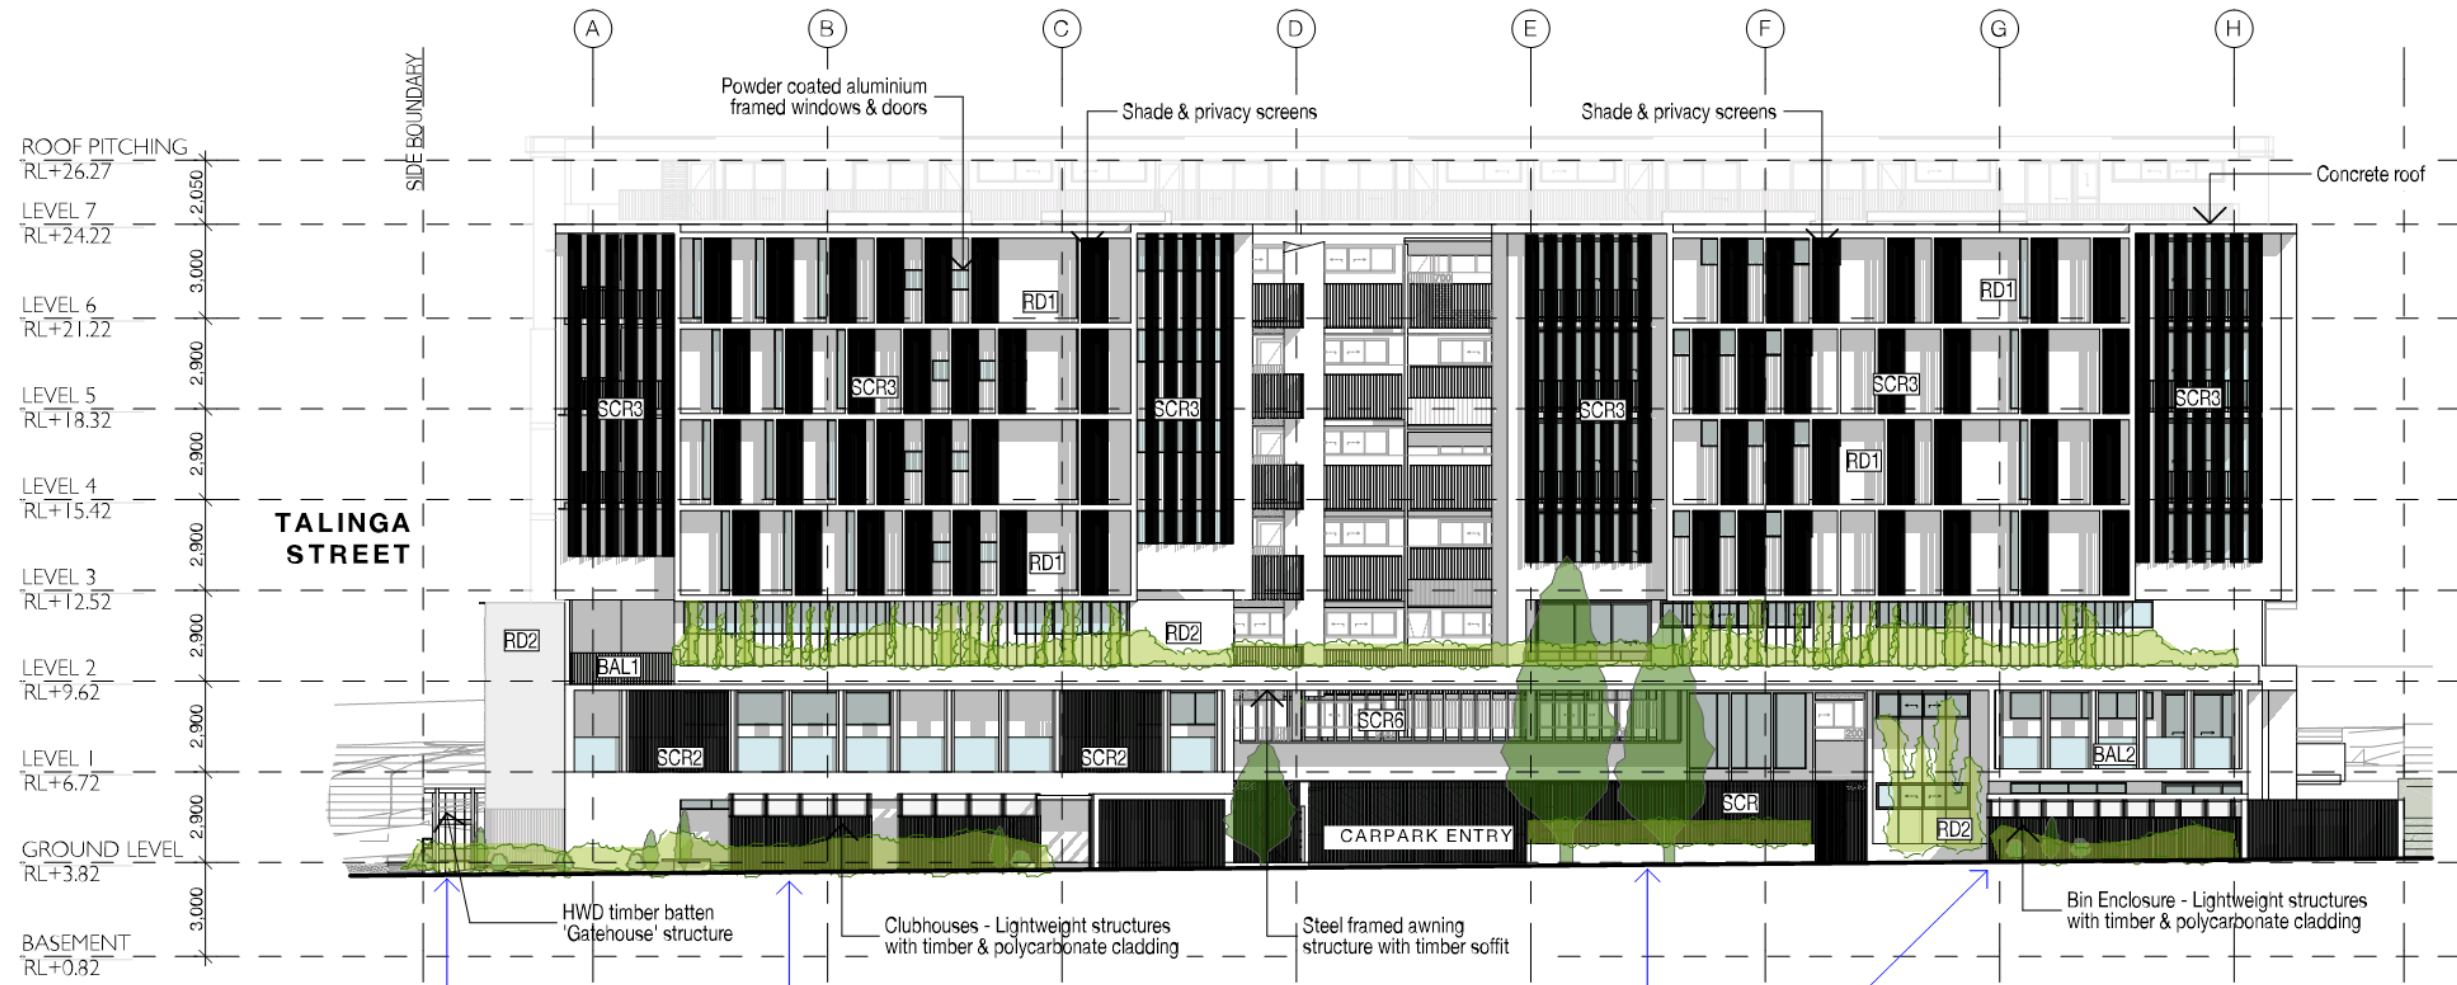 A
B
C
D
E
F
G
H
SIDE BOUNDARY
Powder coated aluminium
framed windows & doors
Shade & privacy screens
Shade & privacy screens
Concrete roof
ROOF PITCHING
RL+26.27
2,050
LEVEL 7
RL+24.22
3,000
LEVEL 6
RL+21.22
2,900
LEVEL 5
RL+18.32
2,900
LEVEL 4
RL+15.42
2,900
LEVEL 3
RL+12.52
2,900
LEVEL 2
RL+9.62
2,900
LEVEL 1
RL+6.72
2,900
GROUND LEVEL
RL+3.82
3,000
BASEMENT
RL+0.82
TALINGA
STREET
RD1
RD1
SCR3
SCR3
SCR3
SCR3
SCR3
SCR3
RD1
RD1
RD2
RD2
BAL1
SCR6
SCR2
SCR2
BAL2
SCR
RD2
CARPARK ENTRY
HWD timber batten
'Gatehouse' structure
Clubhouses - Lightweight structures
with timber & polycarbonate cladding
Steel framed awning
structure with timber soffit
Bin Enclosure - Lightweight structures
with timber & polycarbonate cladding